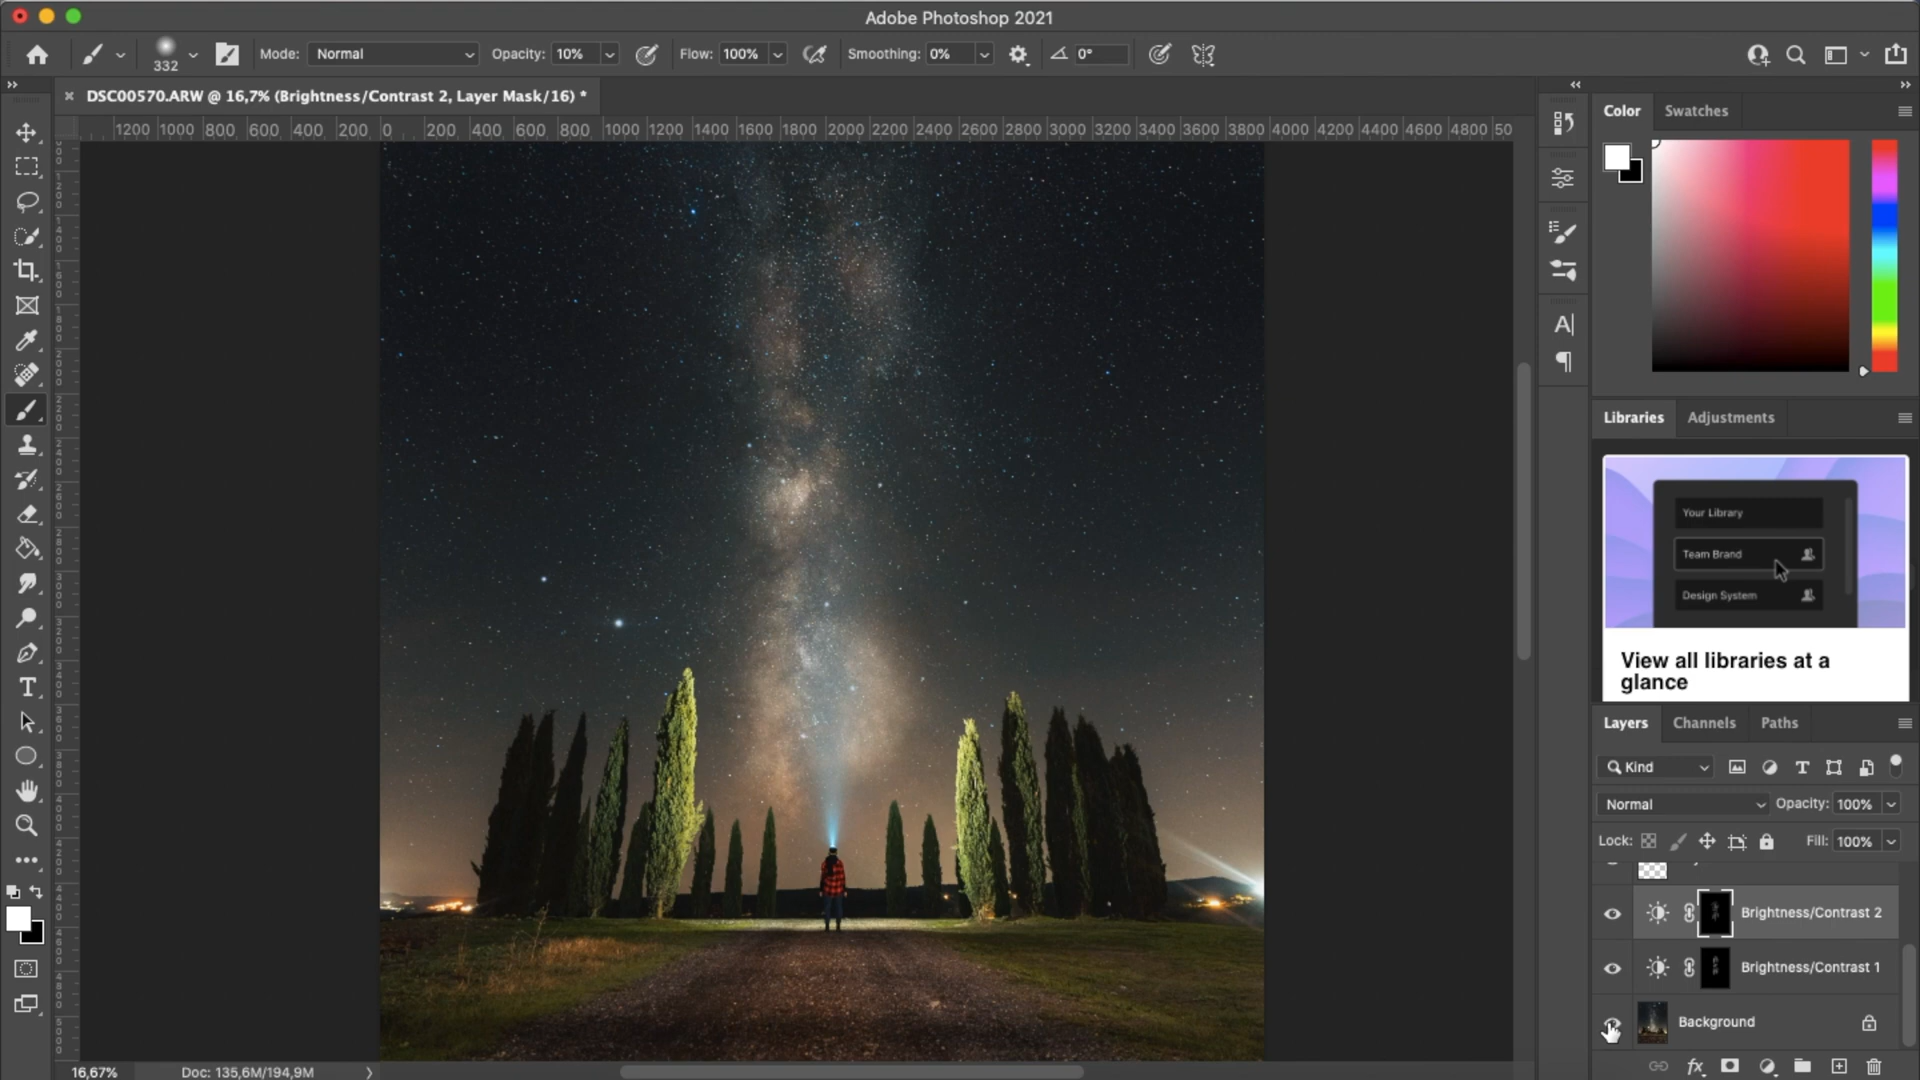 Adobe Photoshop 2021
332
Mode: Normal
Opacity: 10%
Flow: 100%
Smoothing: 0%
0°
DSC00570.ARW @ 16,7% (Brightness/Contrast 2, Layer Mask/16) *
1200 1000 800 600 400 200 0 200 400 600 800 1000 1200 1400 1600 1800 2000 2200 2400 2600 2800 3000 3200 3400 3600 3800 4000 4200 4400 4600 4800 50
Color Swatches
Libraries Adjustments
Your Library
Team Brand
Design System
View all libraries at a
glance
Layers Channels Paths
Kind
Normal Opacity: 100%
Lock: Fill: 100%
Brightness/Contrast 2
Brightness/Contrast 1
Background
16,67% Doc: 135,6M/194,9M